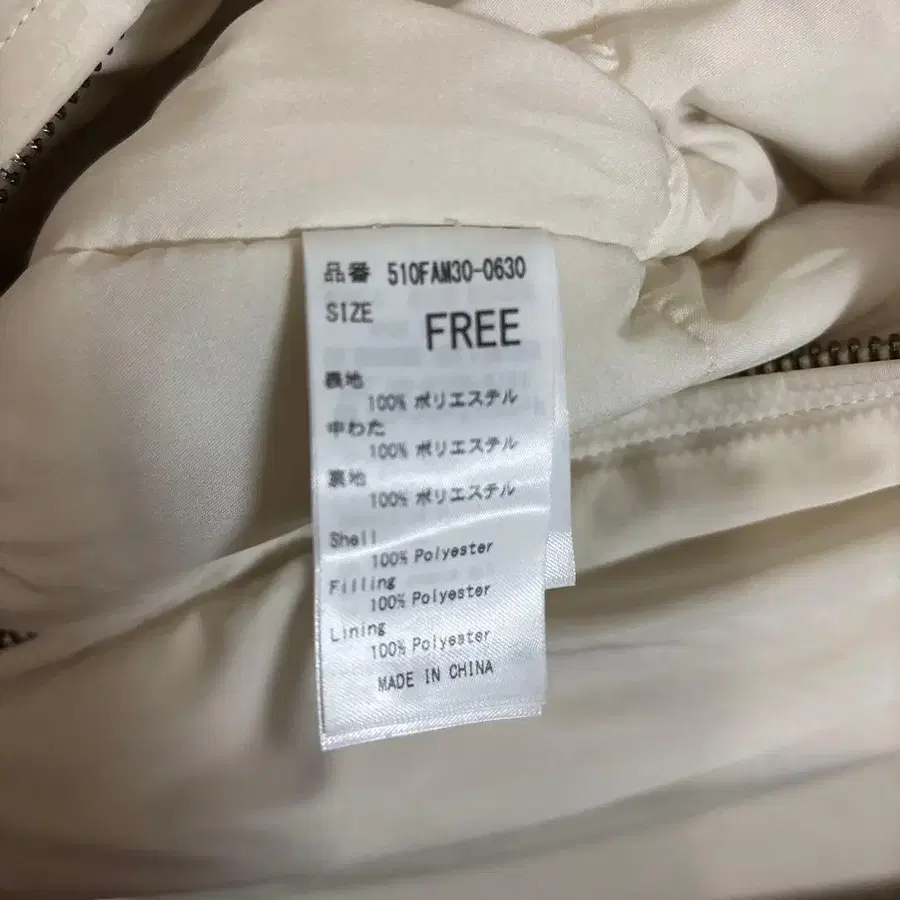 品番 510FAM30-0630
SIZE FREE
表地
100% ポリエステル
中わた
100% ポリエステル
裏地
100% ポリエステル
Shell
100% Polyester
Filling
100% Polyester
Lining
100% Polyester
MADE IN CHINA